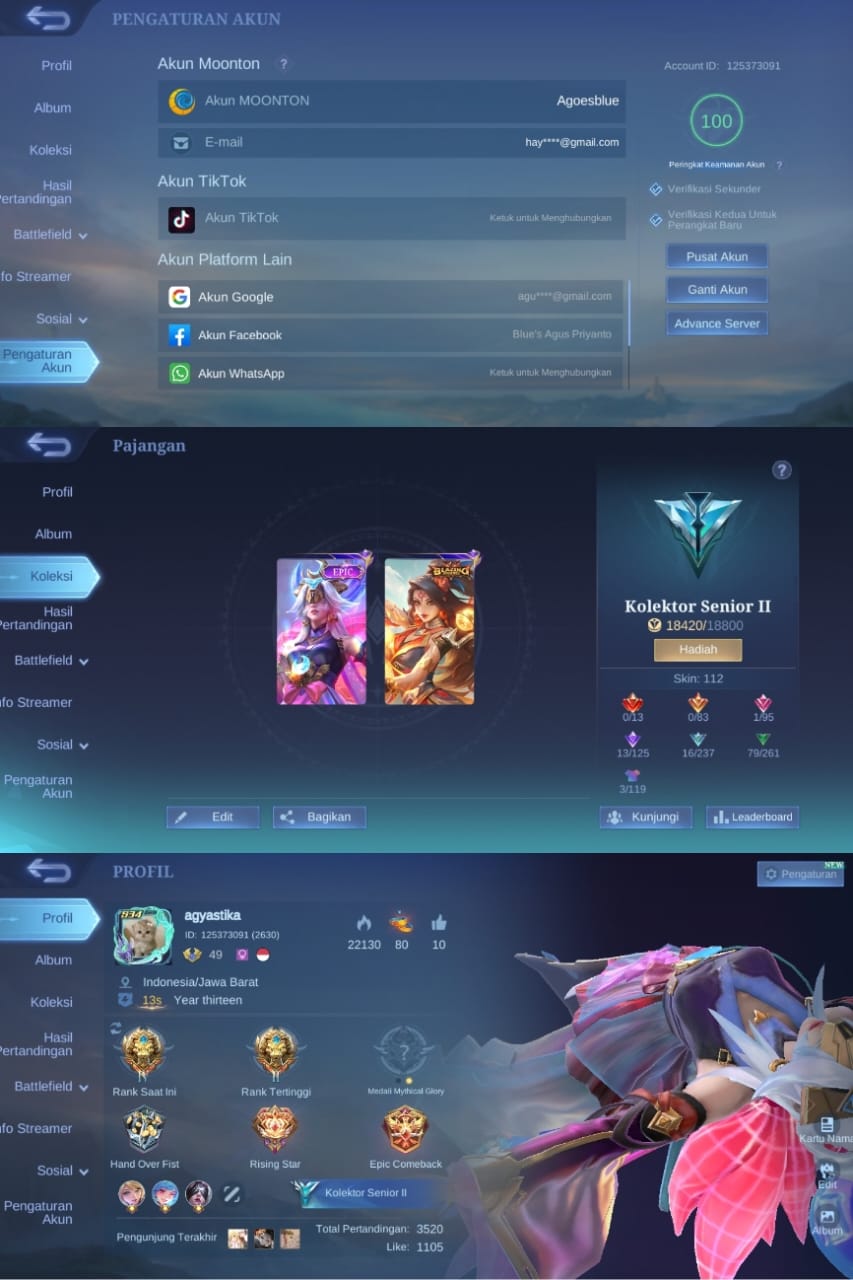 PENGATURAN AKUN
Profil
Album
Koleksi
Hasil
Pertandingan
Battlefield
fo Streamer
Sosial
Pengaturan
Akun
Akun Moonton ?
Akun MOONTON Agoesblue
E-mail hay****@gmail.com
Akun TikTok
Akun TikTok Ketuk untuk Menghubungkan
Akun Platform Lain
Akun Google agu****@gmail.com
Akun Facebook Blue's Agus Priyanto
Akun WhatsApp Ketuk untuk Menghubungkan
Account ID: 125373091
100
Peringkat Keamanan Akun ?
Verifikasi Sekunder
Verifikasi Kedua Untuk
Perangkat Baru
Pusat Akun
Ganti Akun
Advance Server
Pajangan
Profil
Album
Koleksi
Hasil
Pertandingan
Battlefield
fo Streamer
Sosial
Pengaturan
Akun
EPIC
BLAZING
Edit
Bagikan
?
Kolektor Senior II
18420/18800
Hadiah
Skin: 112
0/13 0/83 1/95
13/125 16/237 79/261
3/119
Kunjungi
Leaderboard
PROFIL
Profil
Album
Koleksi
Hasil
Pertandingan
Battlefield
fo Streamer
Sosial
Pengaturan
Akun
NEW
Pengaturan
834
agyastika
ID: 125373091 (2630)
49
22130 80 10
Indonesia/Jawa Barat
13s Year thirteen
Rank Saat Ini
Rank Tertinggi
?
Medali Mythical Glory
Hand Over Fist
Rising Star
Epic Comeback
Kolektor Senior II
Pengunjung Terakhir
Total Pertandingan: 3520
Like: 1105
Kartu Nama
Edit
Album